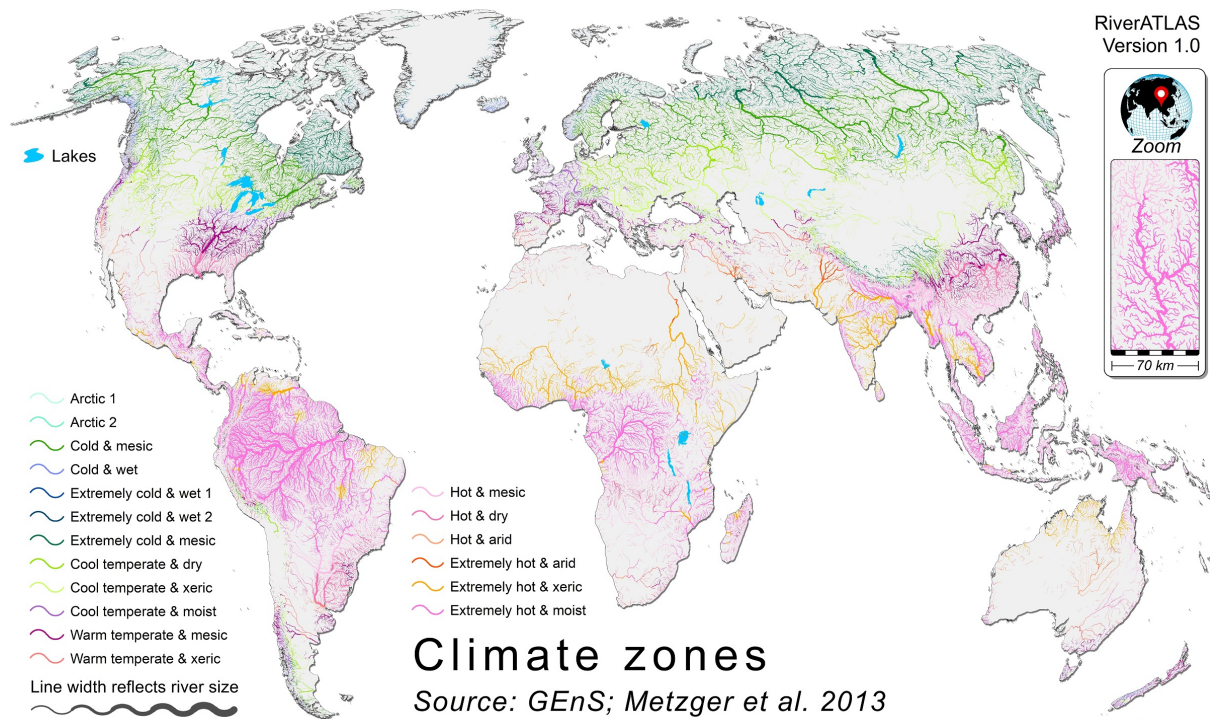 RiverATLAS
Version 1.0
Zoom
70 km
Lakes
Arctic 1
Arctic 2
Cold & mesic
Cold & wet
Extremely cold & wet 1
Extremely cold & wet 2
Extremely cold & mesic
Cool temperate & dry
Cool temperate & xeric
Cool temperate & moist
Warm temperate & mesic
Warm temperate & xeric
Line width reflects river size
Hot & mesic
Hot & dry
Hot & arid
Extremely hot & arid
Extremely hot & xeric
Extremely hot & moist
Climate zones
Source: GEnS; Metzger et al. 2013